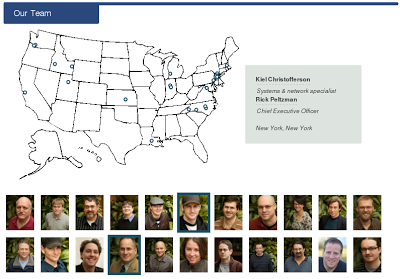 Our Team
Kiel Christofferson
Systems & network specialist
Rick Peltzman
Chief Executive Officer
New York, New York